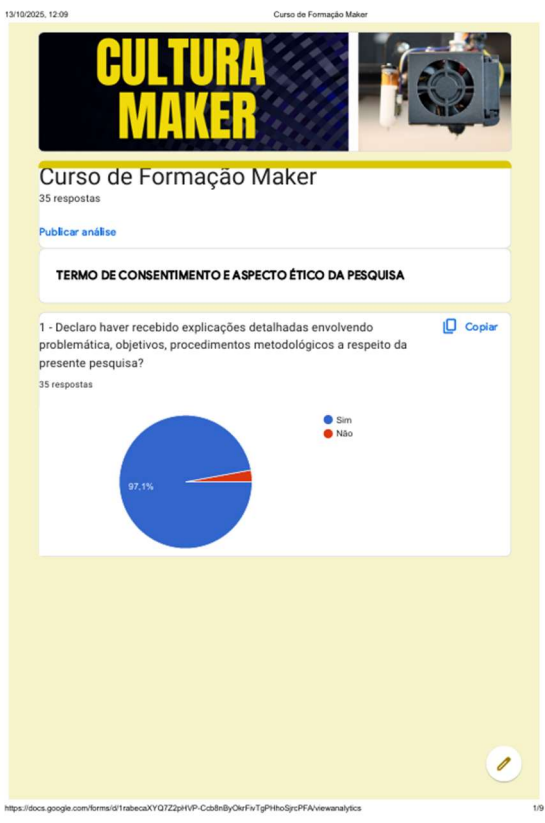 13/10/2025, 12:09
Curso de Formação Maker
CULTURA
MAKER
Curso de Formação Maker
35 respostas
Publicar análise
TERMO DE CONSENTIMENTO E ASPECTO ÉTICO DA PESQUISA
1 - Declaro haver recebido explicações detalhadas envolvendo
problemática, objetivos, procedimentos metodológicos a respeito da
presente pesquisa?
Copiar
35 respostas
Sim
Não
97,1%
https://docs.google.com/forms/d/1rabecaXYQ7Z2pHVP-Ccb8nByOkrFivTgPHhoSjrcPFA/viewanalytics
1/9